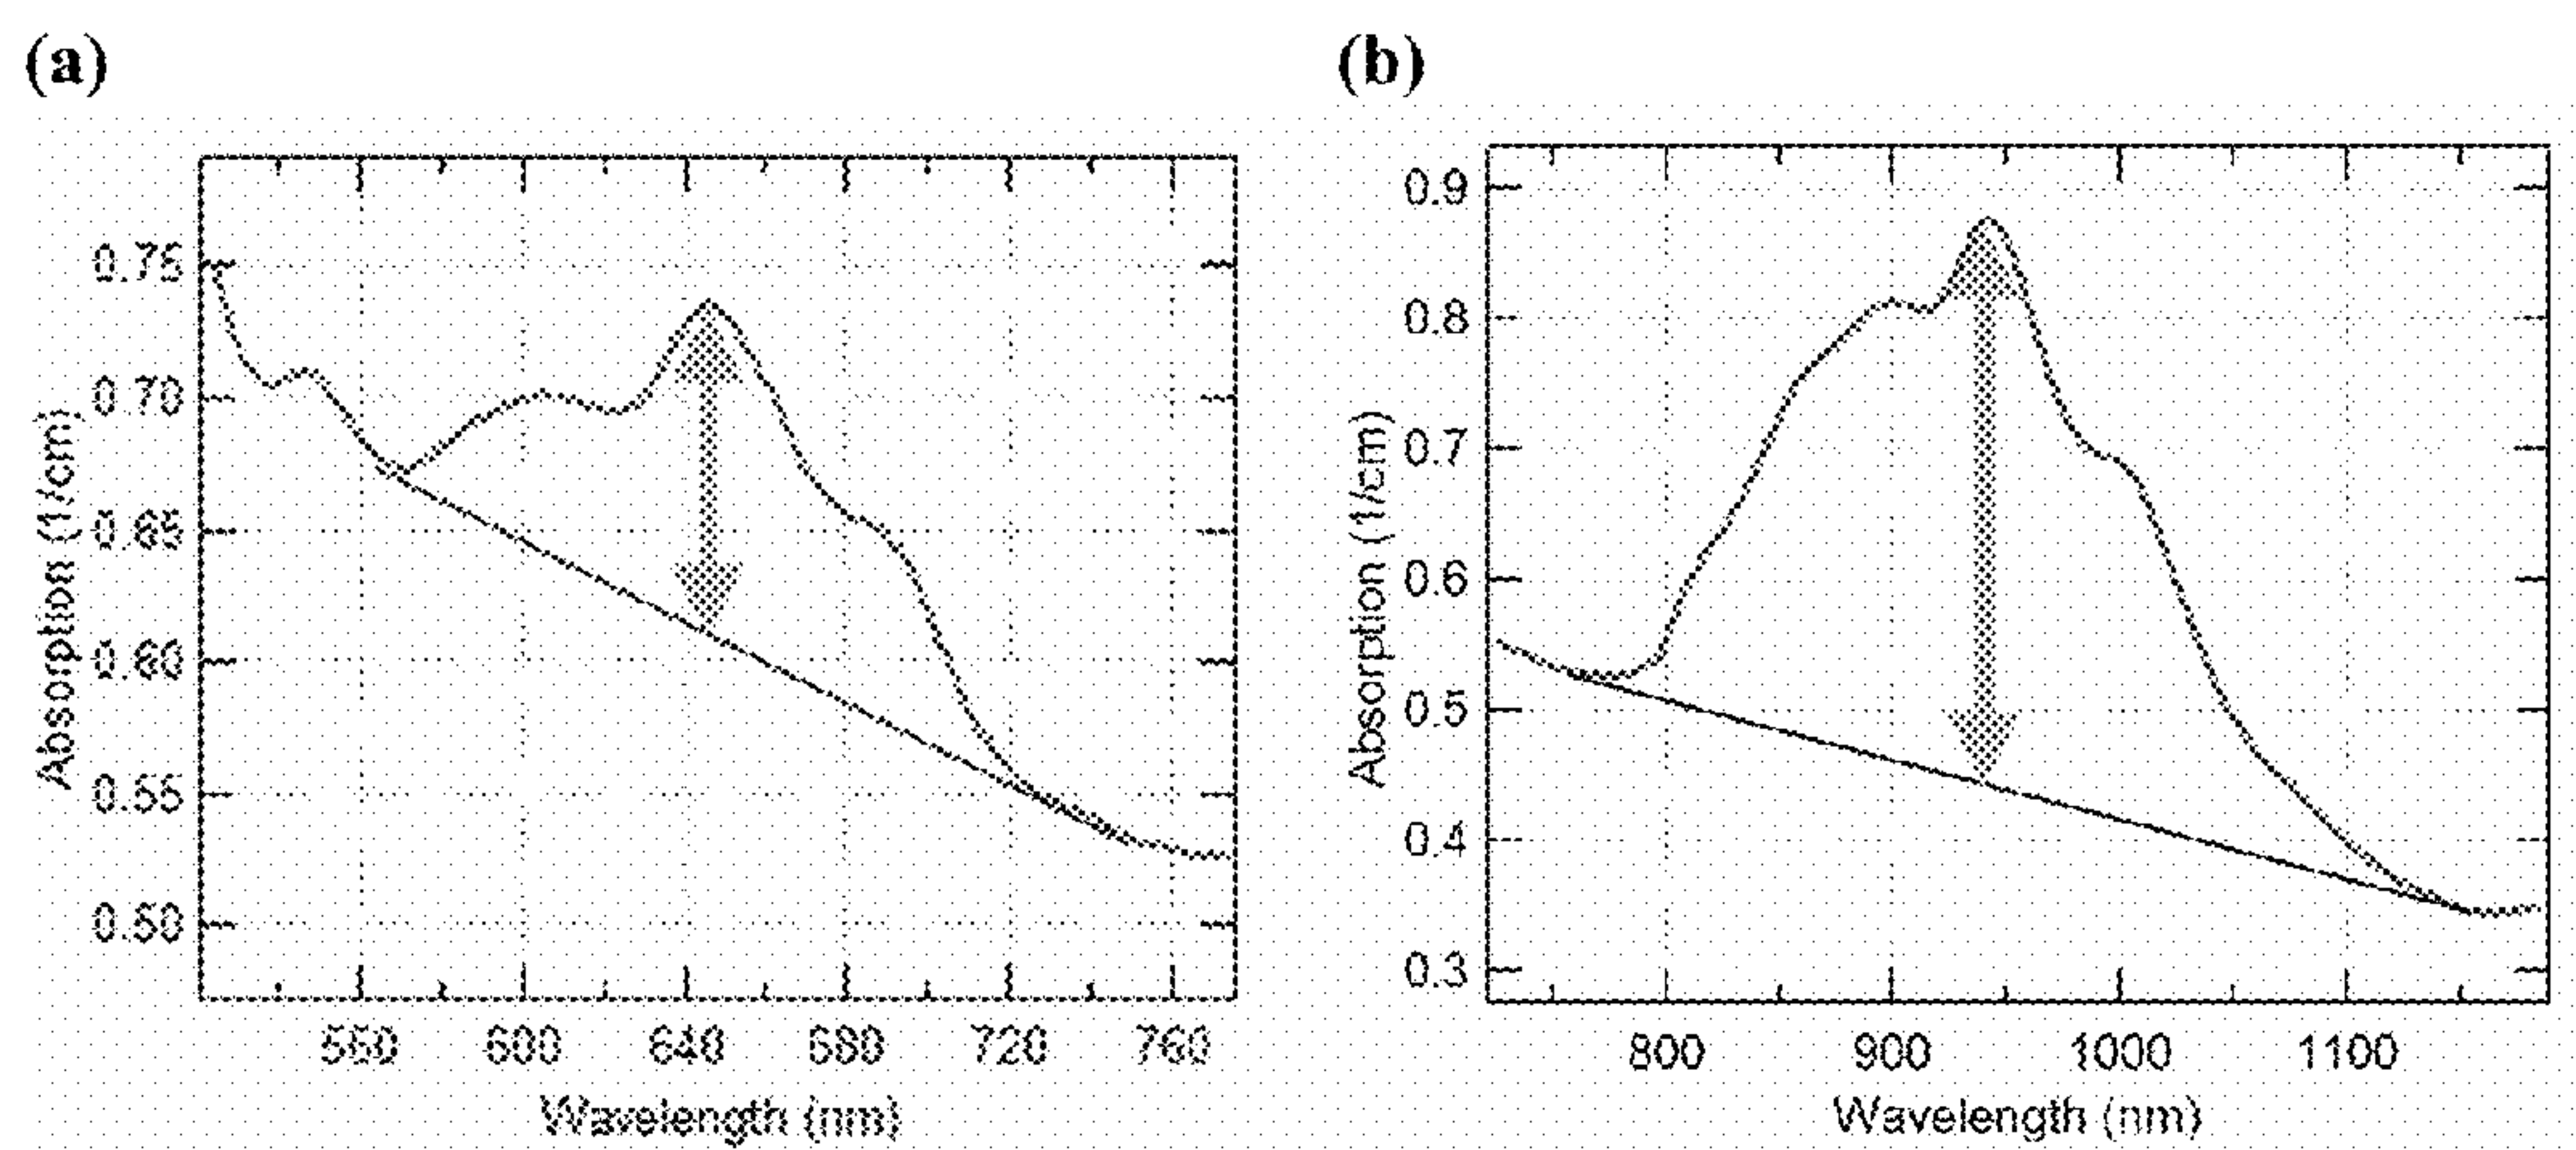 (a)
(b)
Absorption (1/cm)
0.75
0.70
0.65
0.60
0.55
0.50
560 600 640 680 720 760
Wavelength (nm)
Absorption (1/cm)
0.9
0.8
0.7
0.6
0.5
0.4
0.3
800 900 1000 1100
Wavelength (nm)